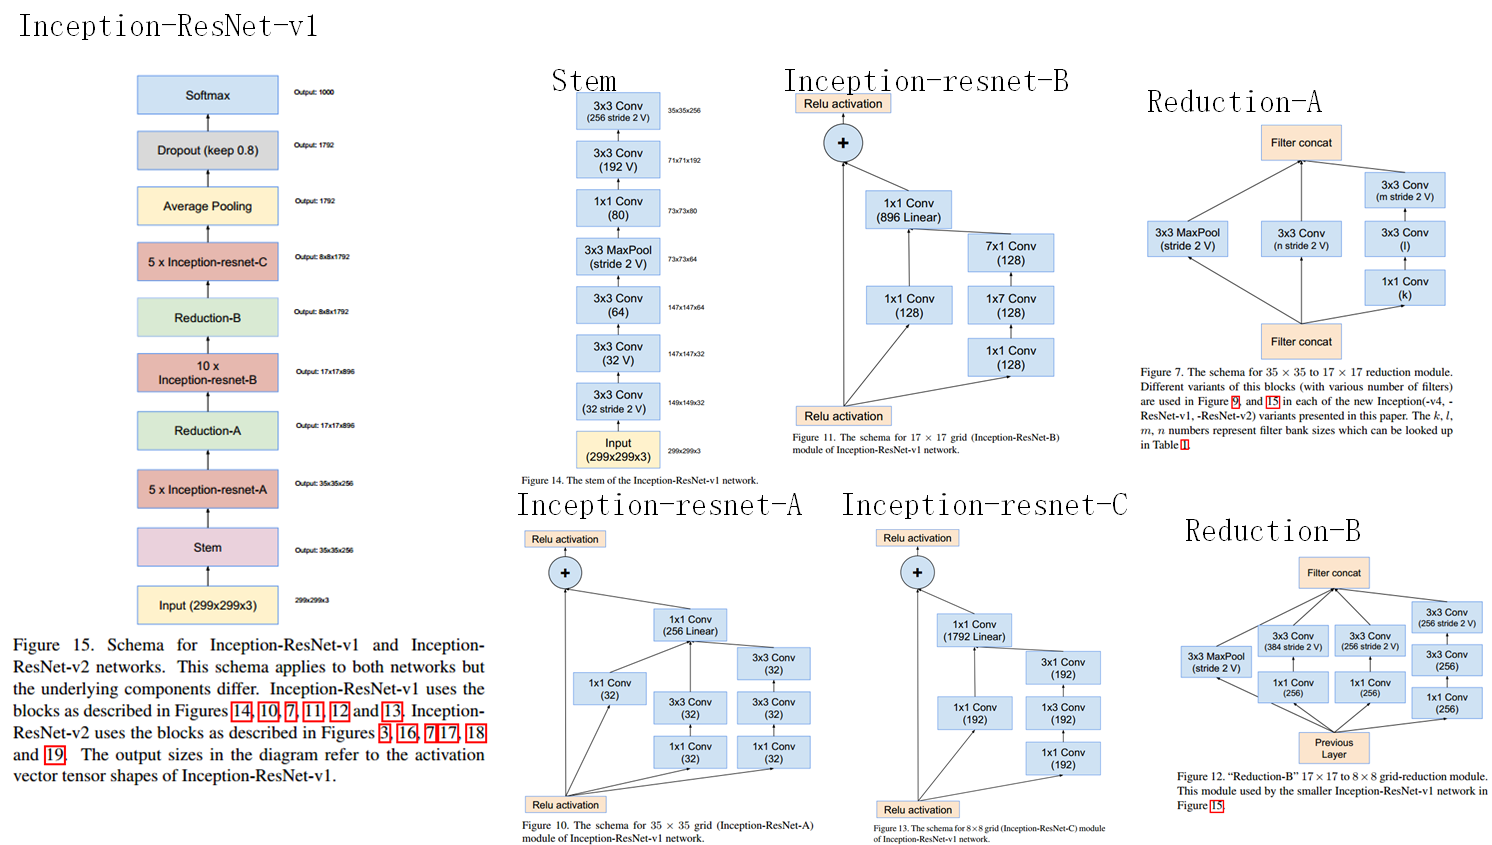 Inception-ResNet-v1
Softmax
Output: 1000
Dropout (keep 0.8)
Output: 1792
Average Pooling
Output: 1792
5 x Inception-resnet-C
Output: 8x8x1792
Reduction-B
Output: 8x8x1792
10 x
Inception-resnet-B
Output: 17x17x896
Reduction-A
Output: 17x17x896
5 x Inception-resnet-A
Output: 35x35x256
Stem
Output: 35x35x256
Input (299x299x3)
299x299x3
Figure 15. Schema for Inception-ResNet-v1 and Inception-
ResNet-v2 networks. This schema applies to both networks but
the underlying components differ. Inception-ResNet-v1 uses the
blocks as described in Figures 14, 10, 7, 11, 12 and 13. Inception-
ResNet-v2 uses the blocks as described in Figures 3, 16, 7 17, 18
and 19. The output sizes in the diagram refer to the activation
vector tensor shapes of Inception-ResNet-v1.
Stem
3x3 Conv
(256 stride 2 V)
35x35x256
3x3 Conv
(192 V)
71x71x192
1x1 Conv
(80)
73x73x80
3x3 MaxPool
(stride 2 V)
73x73x64
3x3 Conv
(64)
147x147x64
3x3 Conv
(32 V)
147x147x32
3x3 Conv
(32 stride 2 V)
149x149x32
Input
(299x299x3)
299x299x3
Figure 14. The stem of the Inception-ResNet-v1 network.
Inception-resnet-B
Relu activation
+
1x1 Conv
(896 Linear)
7x1 Conv
(128)
1x1 Conv
(128)
1x7 Conv
(128)
1x1 Conv
(128)
Relu activation
Figure 11. The schema for 17 × 17 grid (Inception-ResNet-B)
module of Inception-ResNet-v1 network.
Reduction-A
Filter concat
3x3 Conv
(m stride 2 V)
3x3 MaxPool
(stride 2 V)
3x3 Conv
(n stride 2 V)
3x3 Conv
(l)
1x1 Conv
(k)
Filter concat
Figure 7. The schema for 35 × 35 to 17 × 17 reduction module.
Different variants of this blocks (with various number of filters)
are used in Figure 9, and 15 in each of the new Inception(-v4, -
ResNet-v1, -ResNet-v2) variants presented in this paper. The k, l,
m, n numbers represent filter bank sizes which can be looked up
in Table 1.
Inception-resnet-A
Relu activation
+
1x1 Conv
(256 Linear)
3x3 Conv
(32)
1x1 Conv
(32)
3x3 Conv
(32)
3x3 Conv
(32)
1x1 Conv
(32)
1x1 Conv
(32)
Relu activation
Figure 10. The schema for 35 × 35 grid (Inception-ResNet-A)
module of Inception-ResNet-v1 network.
Inception-resnet-C
Relu activation
+
1x1 Conv
(1792 Linear)
3x1 Conv
(192)
1x1 Conv
(192)
1x3 Conv
(192)
1x1 Conv
(192)
Relu activation
Figure 13. The schema for 8×8 grid (Inception-ResNet-C) module
of Inception-ResNet-v1 network.
Reduction-B
Filter concat
3x3 Conv
(256 stride 2 V)
3x3 MaxPool
(stride 2 V)
3x3 Conv
(384 stride 2 V)
3x3 Conv
(256 stride 2 V)
3x3 Conv
(256)
1x1 Conv
(256)
1x1 Conv
(256)
1x1 Conv
(256)
Previous
Layer
Figure 12. "Reduction-B" 17×17 to 8×8 grid-reduction module.
This module used by the smaller Inception-ResNet-v1 network in
Figure 15.